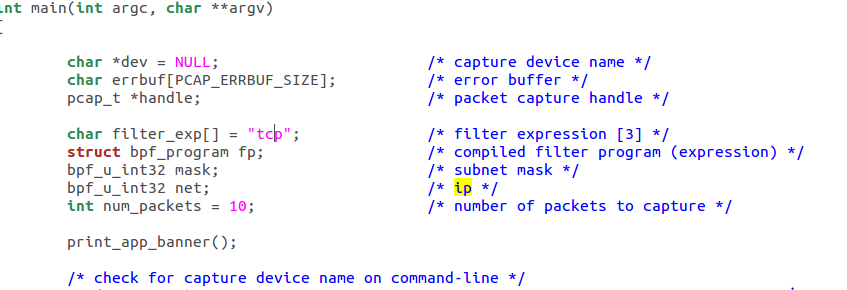 int main(int argc, char **argv)
{
char *dev = NULL; /* capture device name */
char errbuf[PCAP_ERRBUF_SIZE]; /* error buffer */
pcap_t *handle; /* packet capture handle */
char filter_exp[] = "tcp"; /* filter expression [3] */
struct bpf_program fp; /* compiled filter program (expression) */
bpf_u_int32 mask; /* subnet mask */
bpf_u_int32 net; /* ip */
int num_packets = 10; /* number of packets to capture */
print_app_banner();
/* check for capture device name on command-line */